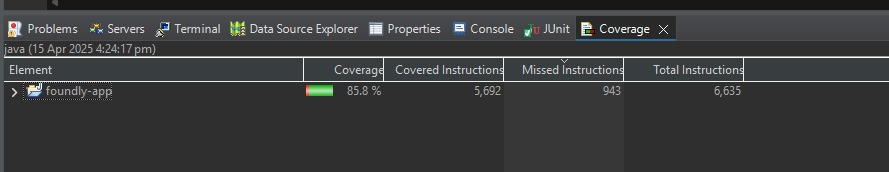 Problems Servers Terminal Data Source Explorer Properties Console JUnit Coverage
java (15 Apr 2025 4:24:17 pm)
Element Coverage Covered Instructions Missed Instructions Total Instructions
foundly-app 85.8 % 5,692 943 6,635